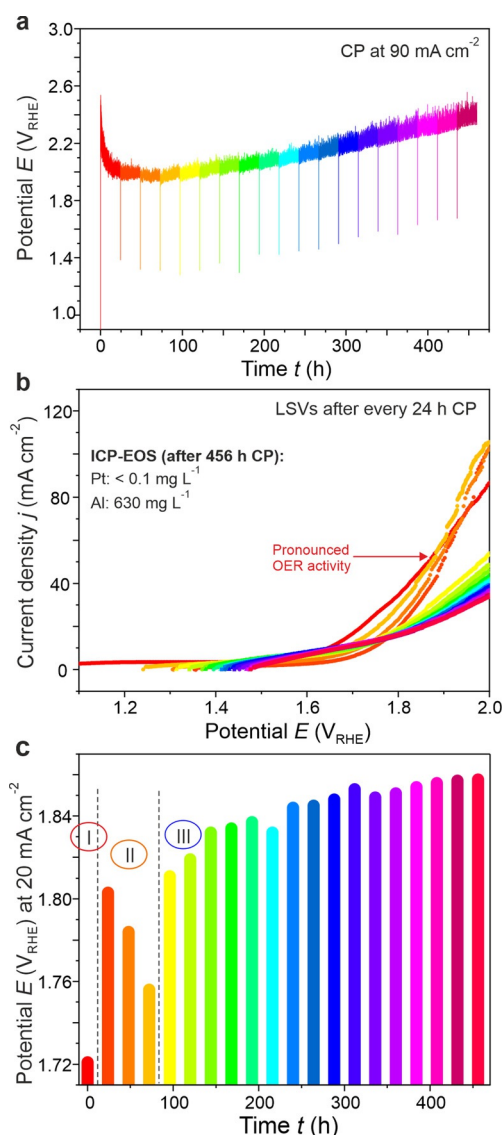 a
CP at 90 mA cm⁻²
Potential E (V_RHE)
3.0
2.6
2.2
1.8
1.4
1.0
0
100
200
300
400
Time t (h)
b
LSVs after every 24 h CP
ICP-EOS (after 456 h CP):
Pt: < 0.1 mg L⁻¹
Al: 630 mg L⁻¹
Pronounced
OER activity
Current density j (mA cm⁻²)
120
80
40
0
1.2
1.4
1.6
1.8
2.0
Potential E (V_RHE)
c
Potential E (V_RHE) at 20 mA cm⁻²
1.84
1.80
1.76
1.72
I
II
III
0
100
200
300
400
Time t (h)